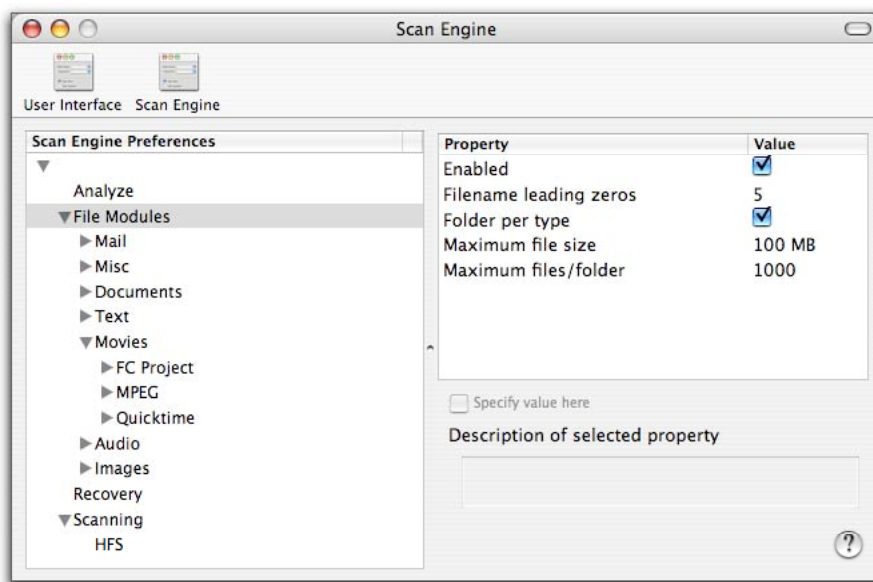 Scan Engine
User Interface Scan Engine
Scan Engine Preferences
Analyze
File Modules
Mail
Misc
Documents
Text
Movies
FC Project
MPEG
Quicktime
Audio
Images
Recovery
Scanning
HFS
Property Value
Enabled
Filename leading zeros 5
Folder per type
Maximum file size 100 MB
Maximum files/folder 1000
Specify value here
Description of selected property
?